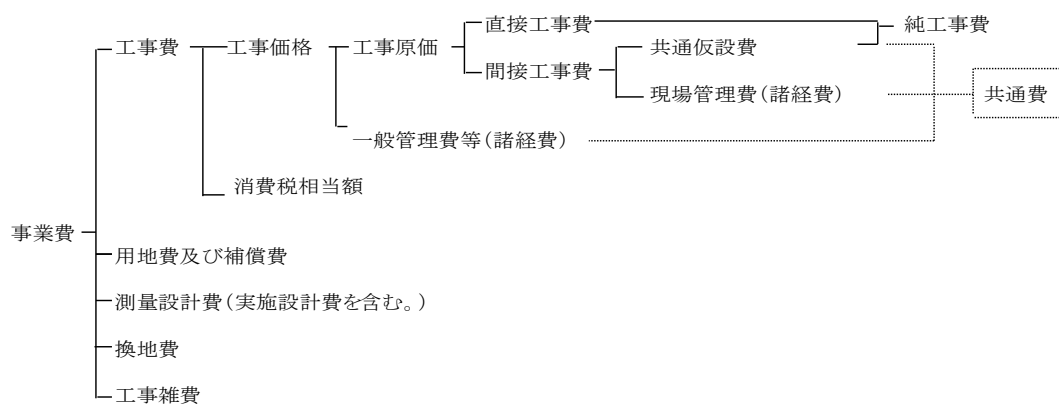 直接工事費
純工事費
工事費
工事価格
工事原価
共通仮設費
間接工事費
現場管理費(諸経費)
共通費
一般管理費等(諸経費)
消費税相当額
事業費
用地費及び補償費
測量設計費(実施設計費を含む。)
換地費
工事雑費